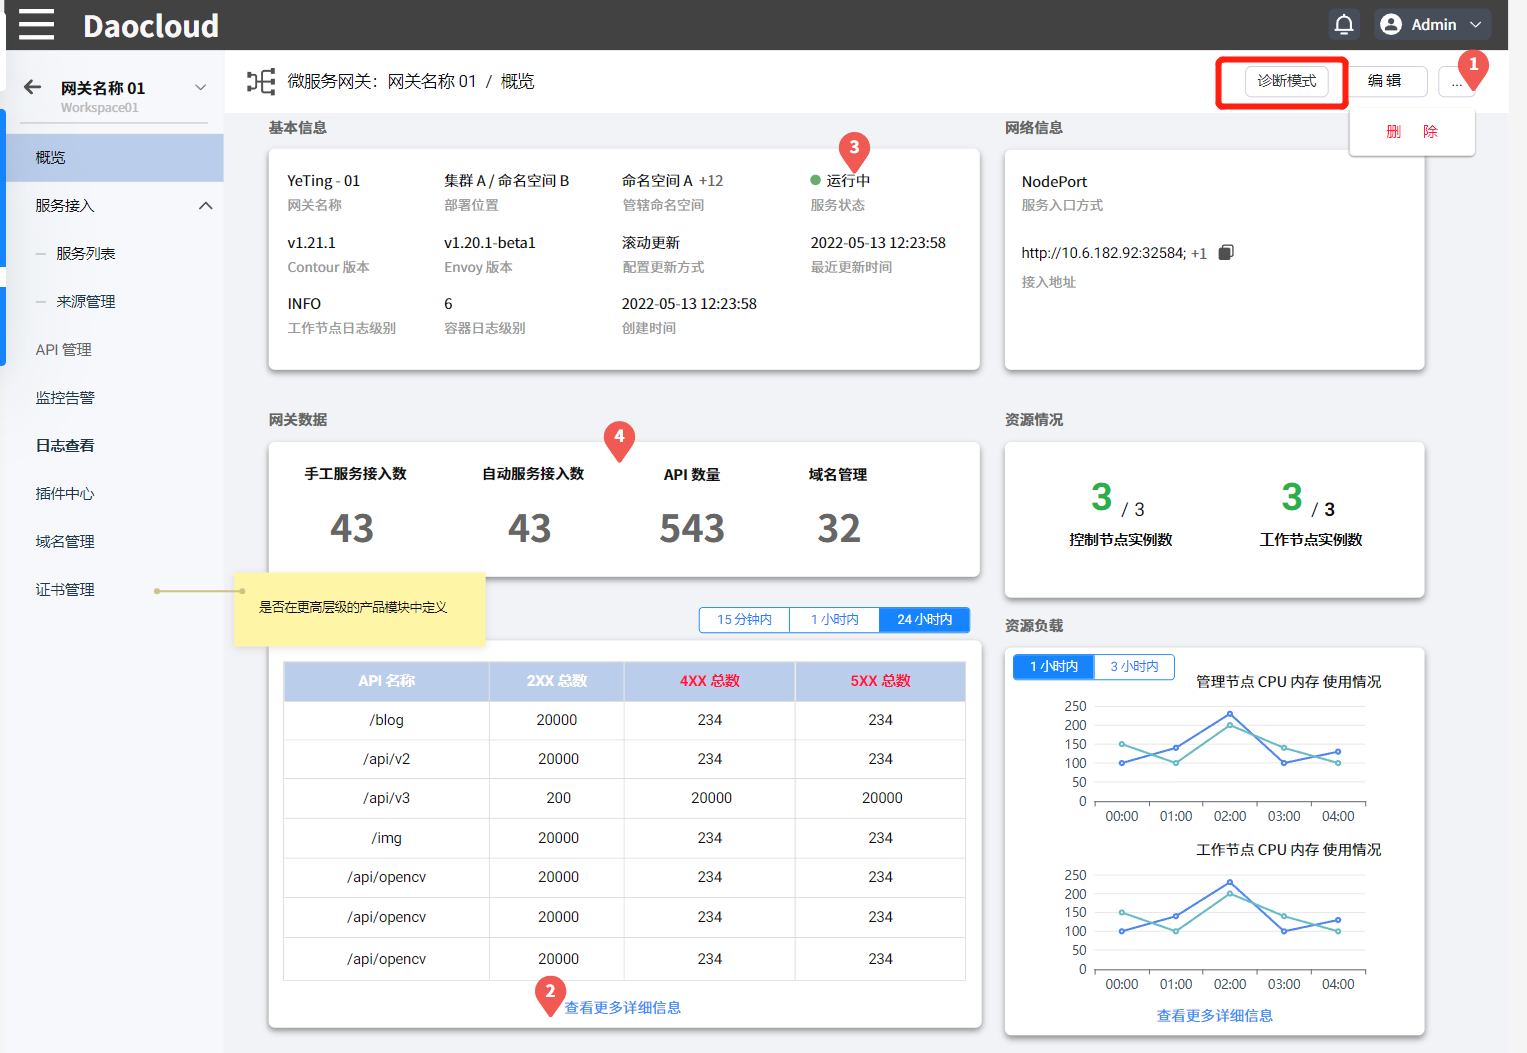 Daocloud
Admin
网关名称 01
Workspace01
微服务网关：网关名称 01 / 概览
诊断模式
编 辑
...
1
删 除
概览
服务接入
服务列表
来源管理
API 管理
监控告警
日志查看
插件中心
域名管理
证书管理
是否在更高层级的产品模块中定义
基本信息
3
YeTing - 01
集群 A / 命名空间 B
命名空间 A +12
运行中
网关名称
部署位置
管辖命名空间
服务状态
v1.21.1
v1.20.1-beta1
滚动更新
2022-05-13 12:23:58
Contour 版本
Envoy 版本
配置更新方式
最近更新时间
INFO
6
2022-05-13 12:23:58
工作节点日志级别
容器日志级别
创建时间
网络信息
NodePort
服务入口方式
http://10.6.182.92:32584; +1
接入地址
网关数据
4
手工服务接入数
自动服务接入数
API 数量
域名管理
43
43
543
32
资源情况
3 / 3
3 / 3
控制节点实例数
工作节点实例数
15 分钟内
1 小时内
24 小时内
API 名称
2XX 总数
4XX 总数
5XX 总数
/blog 20000 234 234
/api/v2 20000 234 234
/api/v3 200 20000 20000
/img 20000 234 234
/api/opencv 20000 234 234
/api/opencv 20000 234 234
/api/opencv 20000 234 234
2
查看更多详细信息
资源负载
1 小时内
3 小时内
管理节点 CPU 内存 使用情况
250
200
150
100
50
0
00:00 01:00 02:00 03:00 04:00
工作节点 CPU 内存 使用情况
250
200
150
100
50
0
00:00 01:00 02:00 03:00 04:00
查看更多详细信息